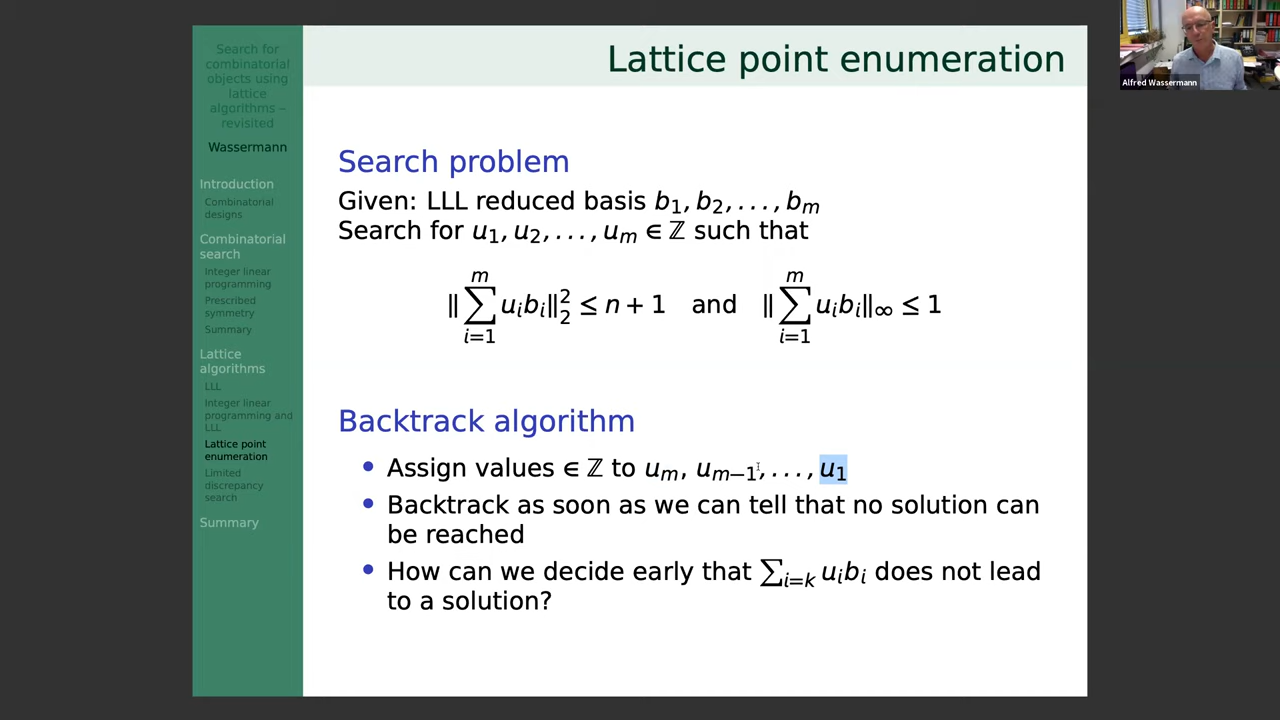 Search for
combinatorial
objects using
lattice
algorithms –
revisited
Wassermann
Introduction
Combinatorial
designs
Combinatorial
search
Integer linear
programming
Prescribed
symmetry
Summary
Lattice
algorithms
LLL
Integer linear
programming and
LLL
Lattice point
enumeration
Limited
discrepancy
search
Summary
Lattice point enumeration
Search problem
Given: LLL reduced basis b₁, b₂, . . . , bₘ
Search for u₁, u₂, . . . , uₘ ∈ ℤ such that
‖∑ᵢ₌₁ᵐ uᵢbᵢ‖₂² ≤ n + 1 and ‖∑ᵢ₌₁ᵐ uᵢbᵢ‖∞ ≤ 1
Backtrack algorithm
• Assign values ∈ ℤ to uₘ, uₘ₋₁, . . . , u₁
• Backtrack as soon as we can tell that no solution can
be reached
• How can we decide early that ∑ᵢ₌ₖ uᵢbᵢ does not lead
to a solution?
Alfred Wassermann